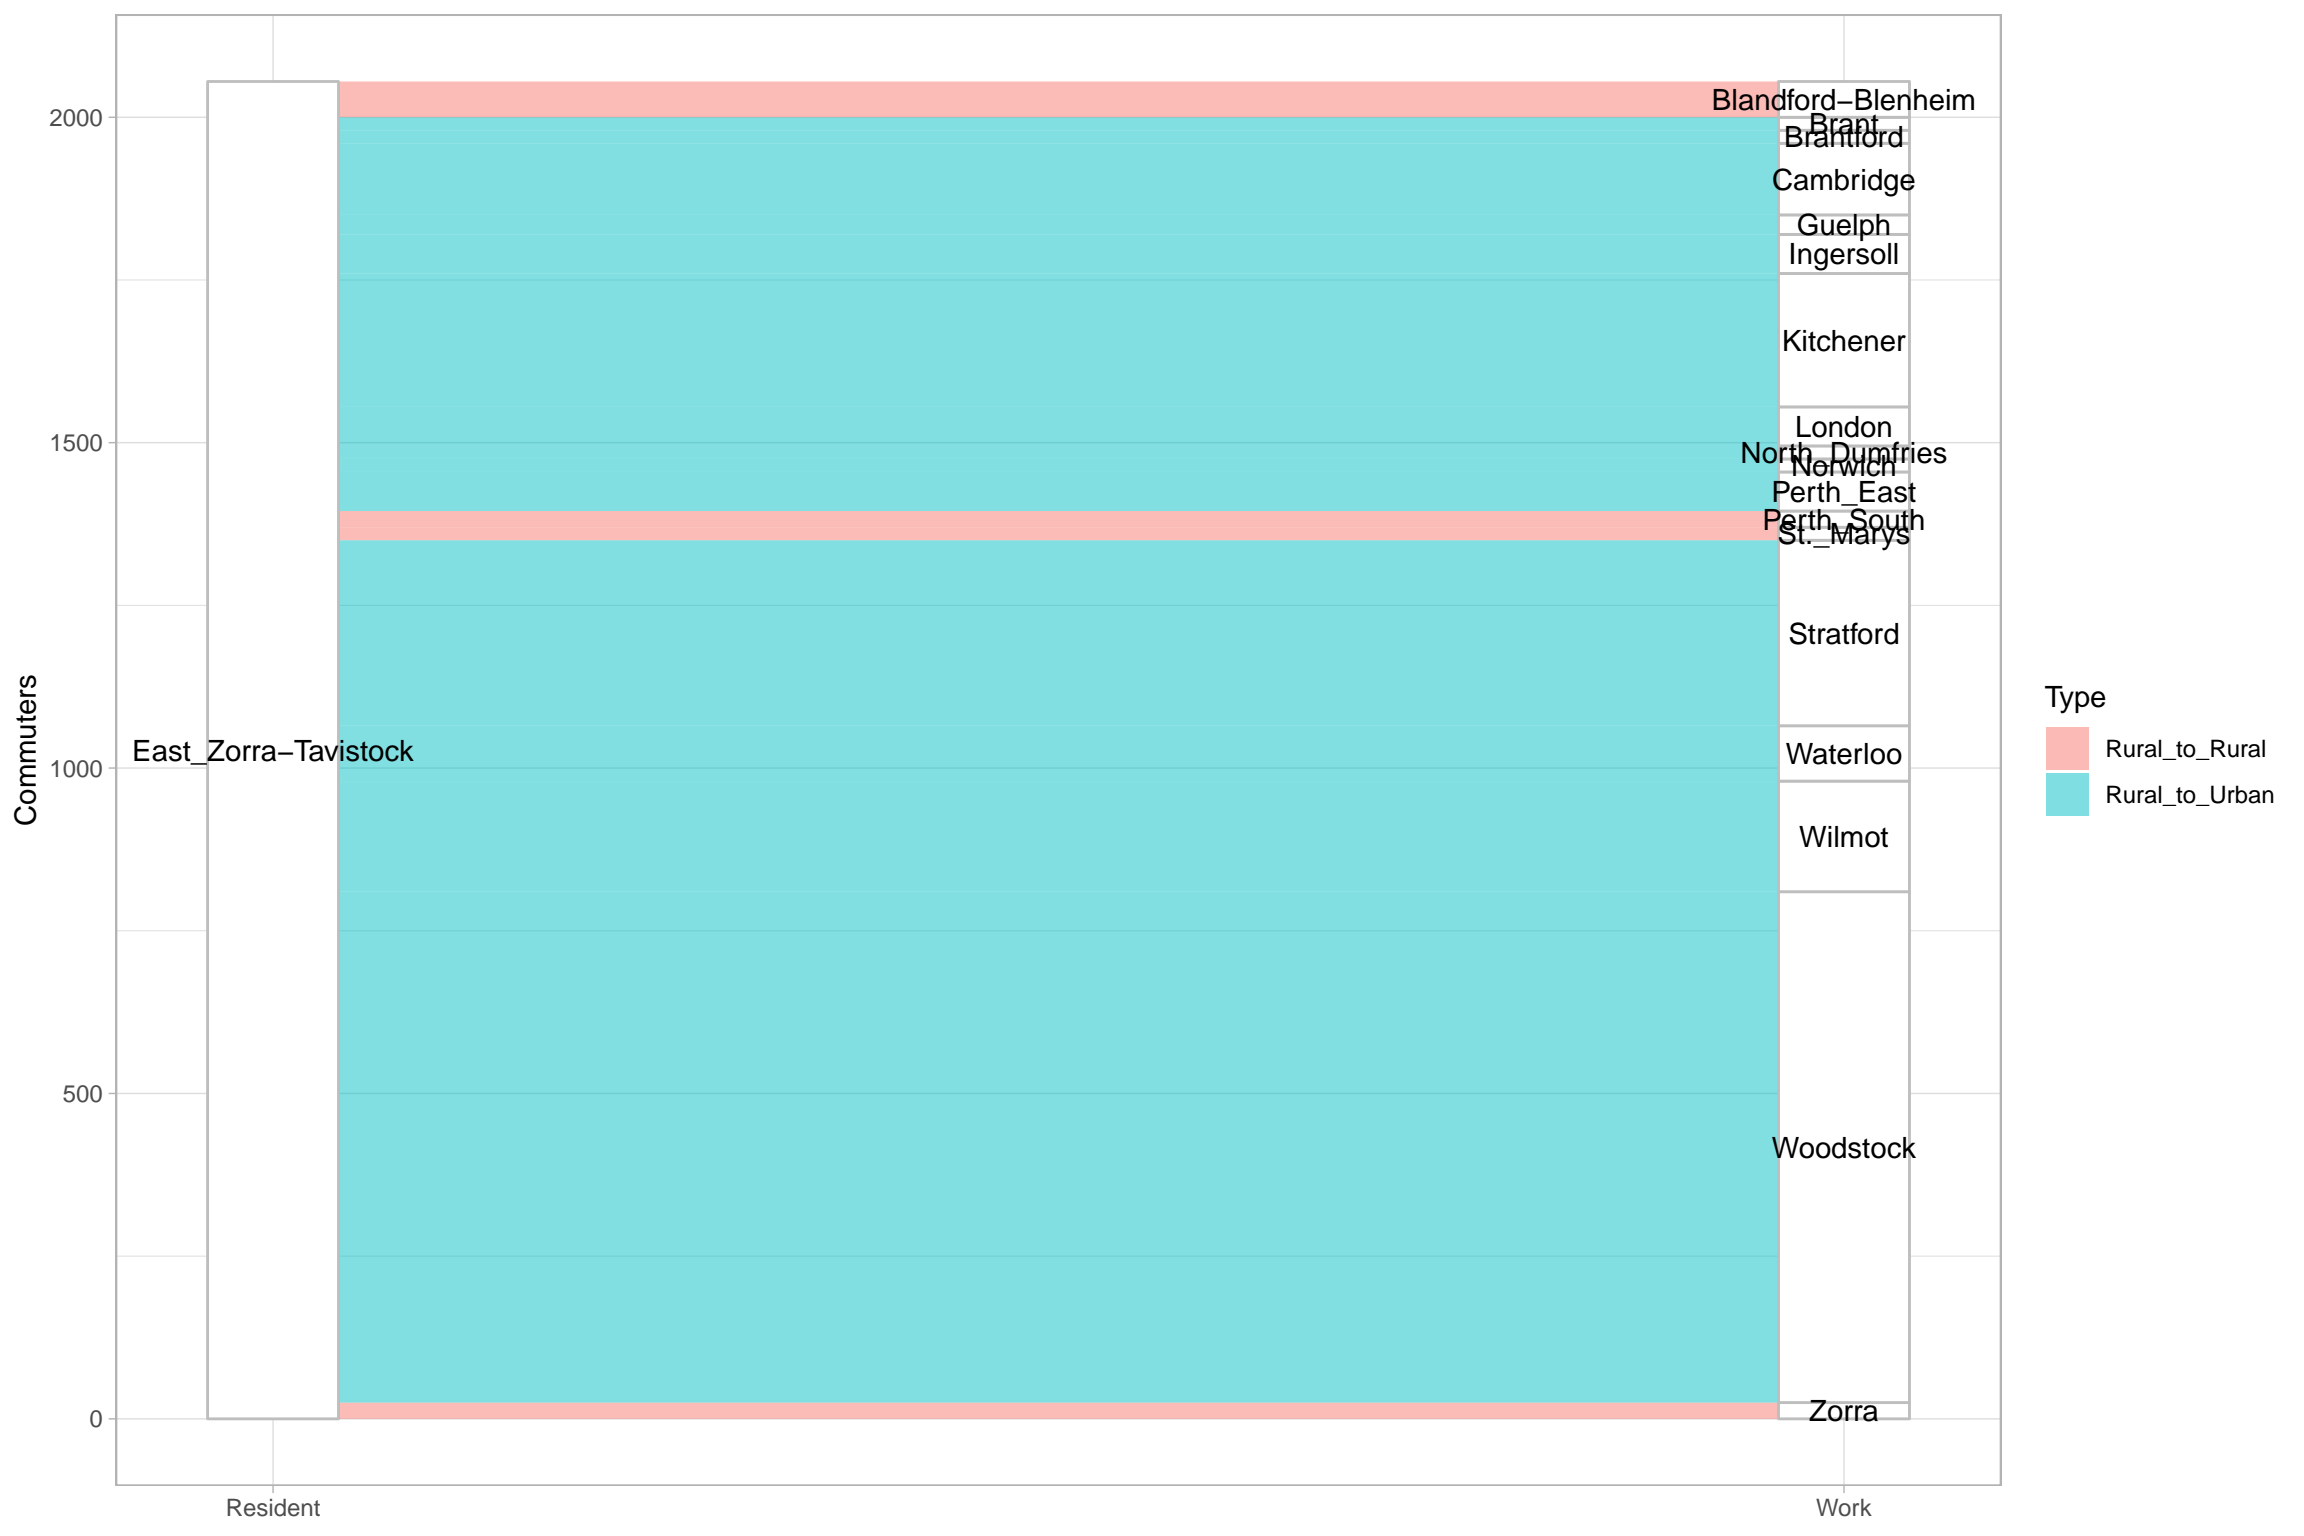 Commuters
2000
1500
1000
500
0
East_Zorra−Tavistock
Blandford−Blenheim
Brant
Brantford
Cambridge
Guelph
Ingersoll
Kitchener
London
North_Dumfries
Norwich
Perth_East
Perth_South
St._Marys
Stratford
Waterloo
Wilmot
Woodstock
Zorra
Resident
Work
Type
Rural_to_Rural
Rural_to_Urban